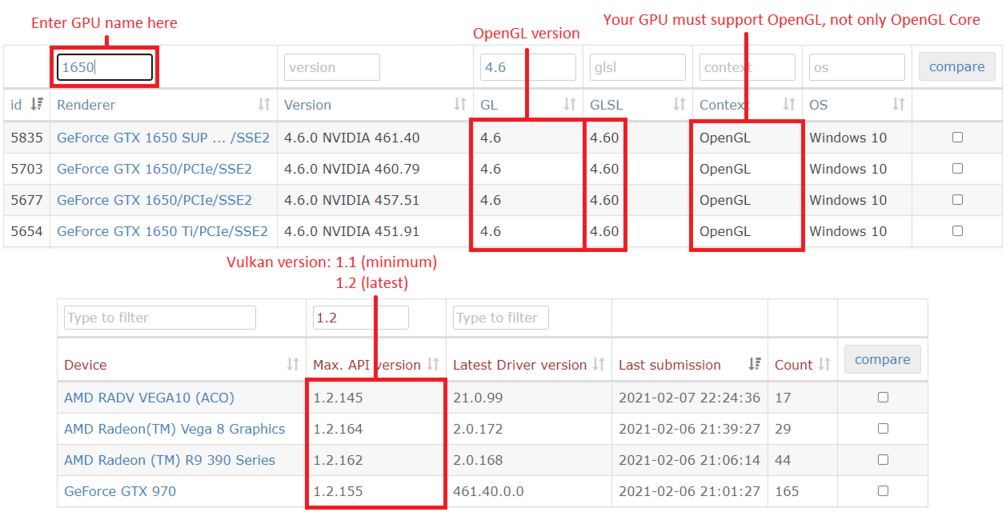 Enter GPU name here
OpenGL version
Your GPU must support OpenGL, not only OpenGL Core
1650 version 4.6 glsl context os compare
id Renderer Version GL GLSL Context OS
5835 GeForce GTX 1650 SUP ... /SSE2 4.6.0 NVIDIA 461.40 4.6 4.60 OpenGL Windows 10
5703 GeForce GTX 1650/PCIe/SSE2 4.6.0 NVIDIA 460.79 4.6 4.60 OpenGL Windows 10
5677 GeForce GTX 1650/PCIe/SSE2 4.6.0 NVIDIA 457.51 4.6 4.60 OpenGL Windows 10
5654 GeForce GTX 1650 Ti/PCIe/SSE2 4.6.0 NVIDIA 451.91 4.6 4.60 OpenGL Windows 10
Vulkan version: 1.1 (minimum)
1.2 (latest)
Type to filter 1.2 Type to filter
Device Max. API version Latest Driver version Last submission Count compare
AMD RADV VEGA10 (ACO) 1.2.145 21.0.99 2021-02-07 22:24:36 17
AMD Radeon(TM) Vega 8 Graphics 1.2.164 2.0.172 2021-02-06 21:39:27 29
AMD Radeon (TM) R9 390 Series 1.2.162 2.0.168 2021-02-06 21:06:14 44
GeForce GTX 970 1.2.155 461.40.0.0 2021-02-06 21:01:27 165